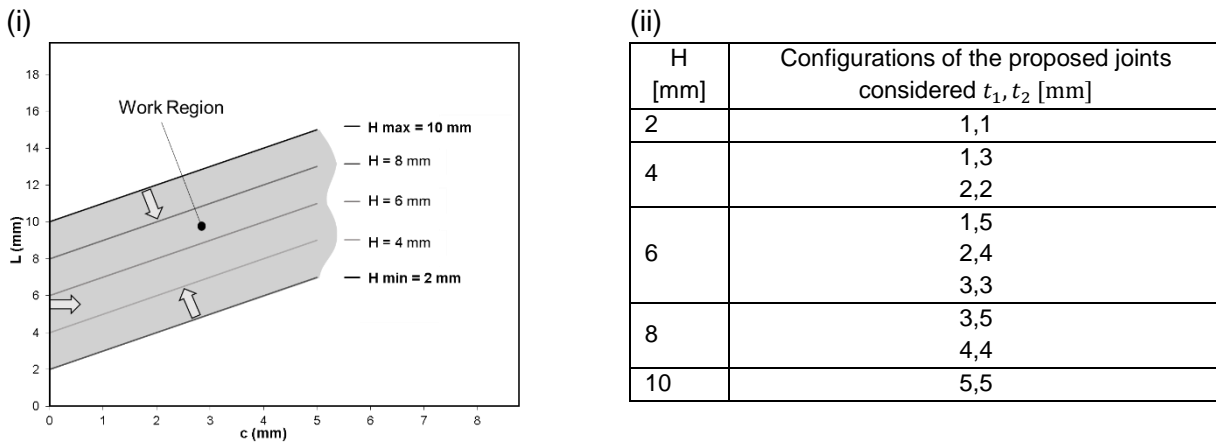 (i)
18
16
14
12
10
8
6
4
2
0
L (mm)
Work Region
H max = 10 mm
H = 8 mm
H = 6 mm
H = 4 mm
H min = 2 mm
0 1 2 3 4 5 6 7 8
c (mm)
(ii)
H [mm] Configurations of the proposed joints
considered t₁, t₂ [mm]
2 1,1
4 1,3
2,2
6 1,5
2,4
3,3
8 3,5
4,4
10 5,5